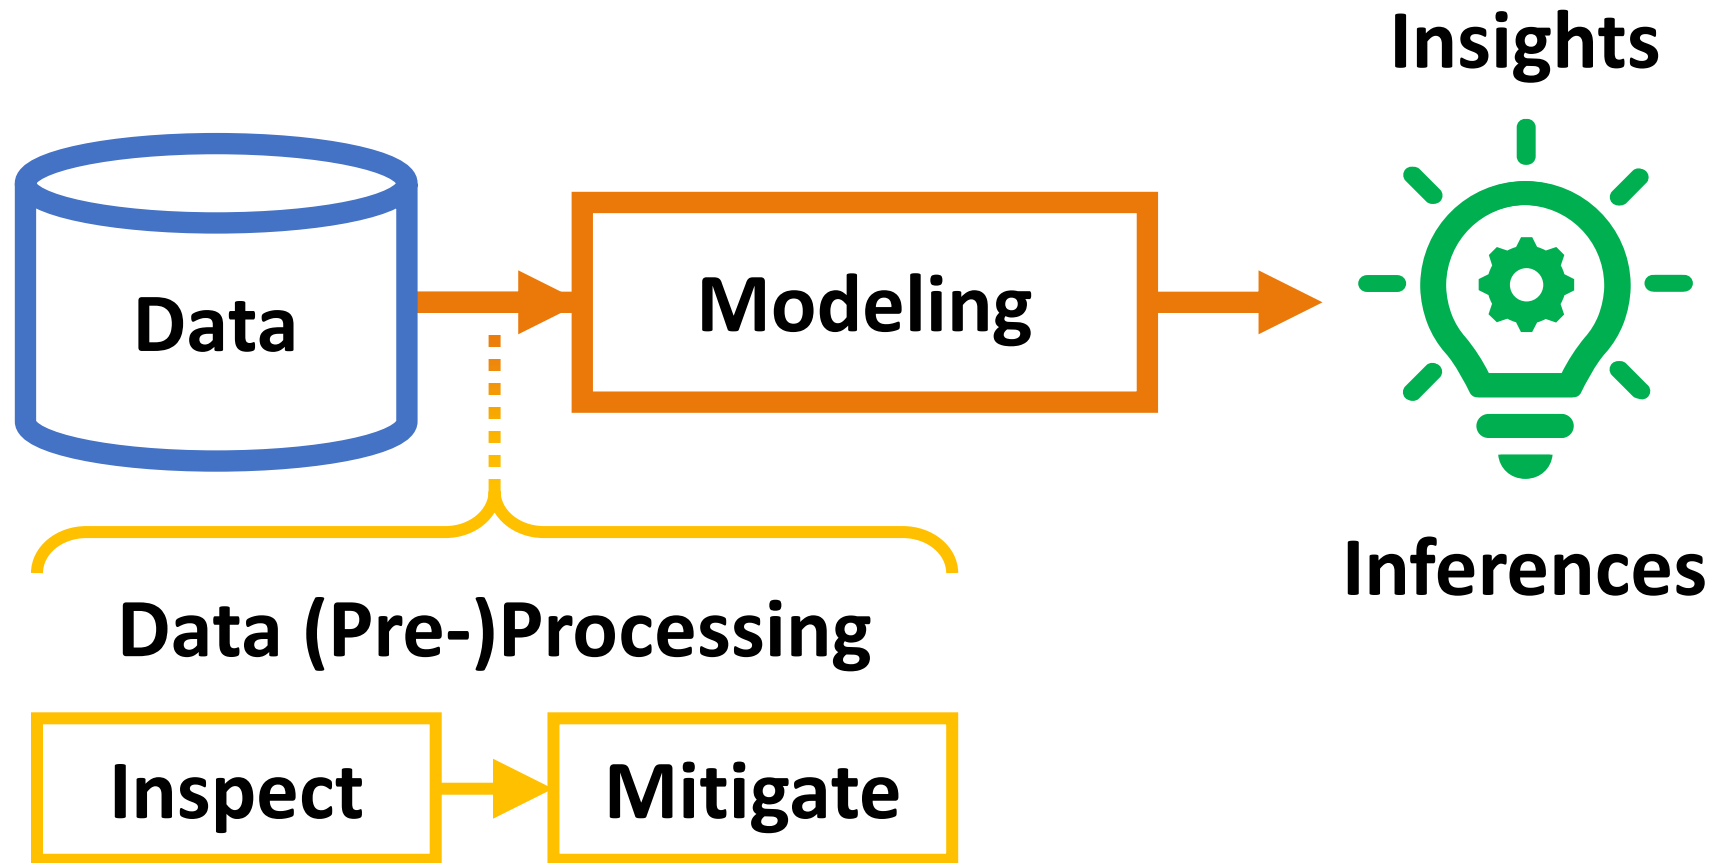 Insights
Data
Modeling
Inferences
Data (Pre-)Processing
Inspect
Mitigate